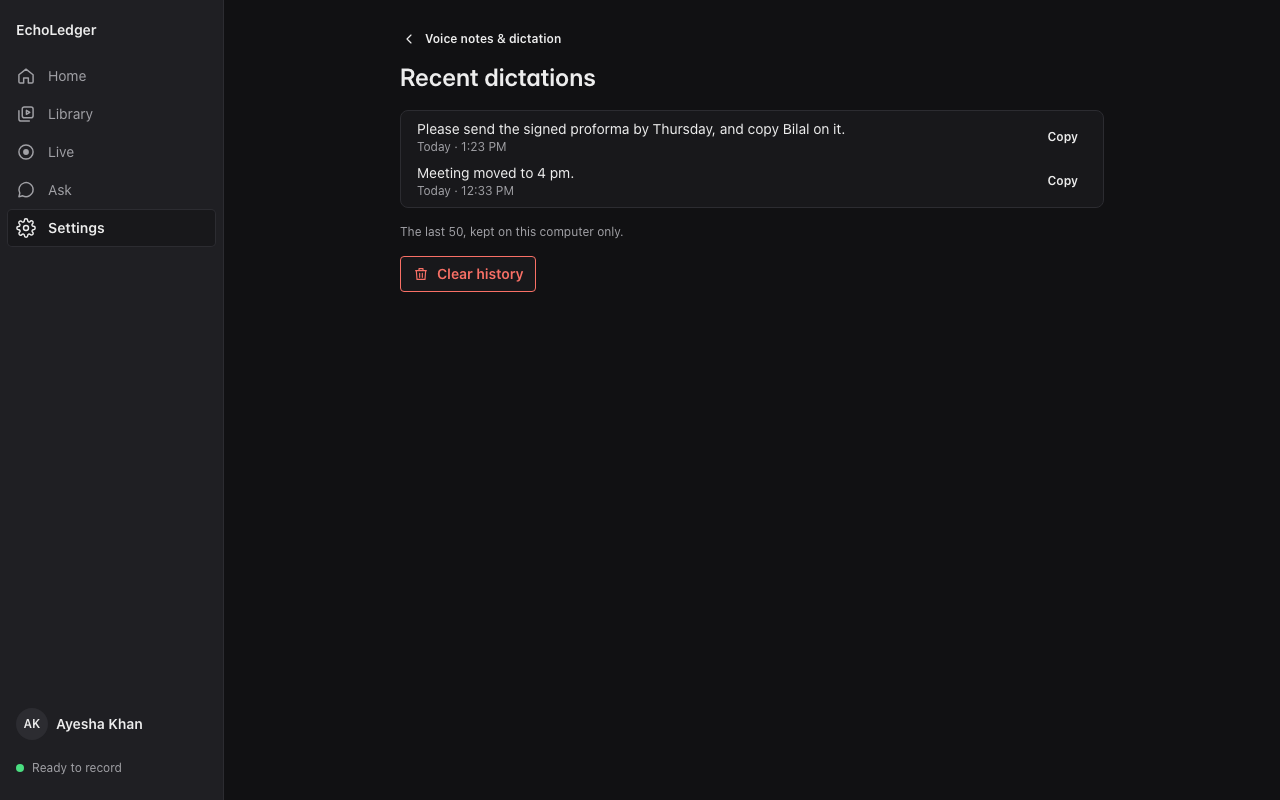 EchoLedger
Home
Library
Live
Ask
Settings
AK
Ayesha Khan
Ready to record
Voice notes & dictation
Recent dictations
Please send the signed proforma by Thursday, and copy Bilal on it.
Today · 1:23 PM
Copy
Meeting moved to 4 pm.
Today · 12:33 PM
Copy
The last 50, kept on this computer only.
Clear history